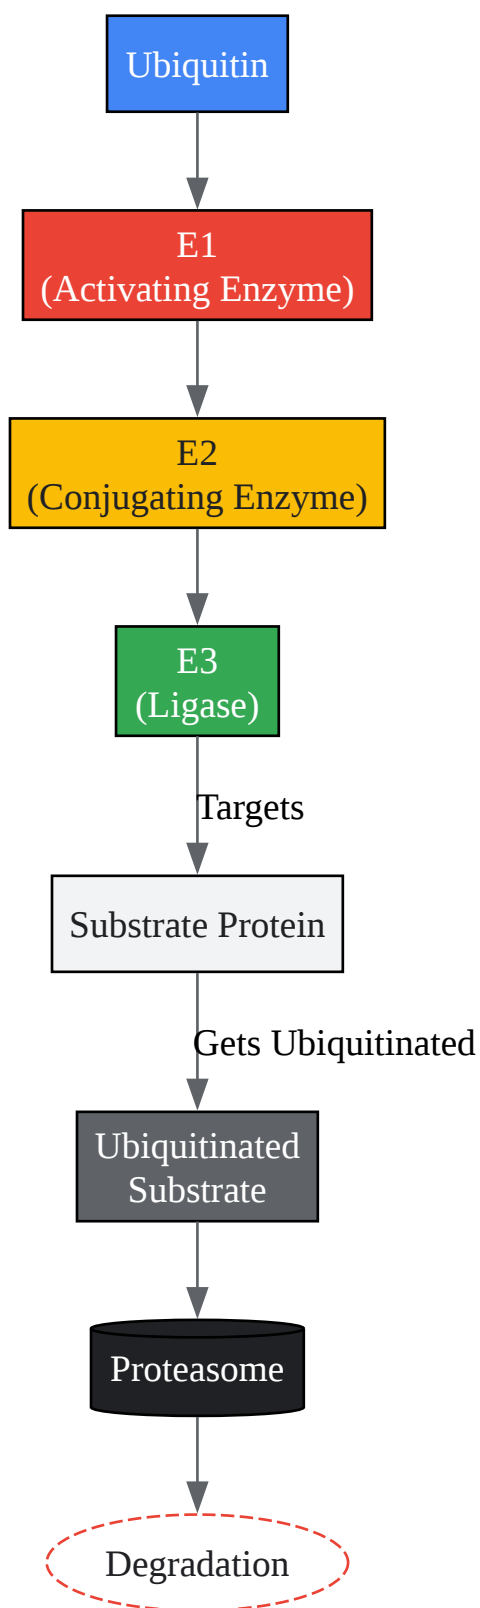 Ubiquitin
E1
(Activating Enzyme)
E2
(Conjugating Enzyme)
E3
(Ligase)
Targets
Substrate Protein
Gets Ubiquitinated
Ubiquitinated
Substrate
Proteasome
Degradation